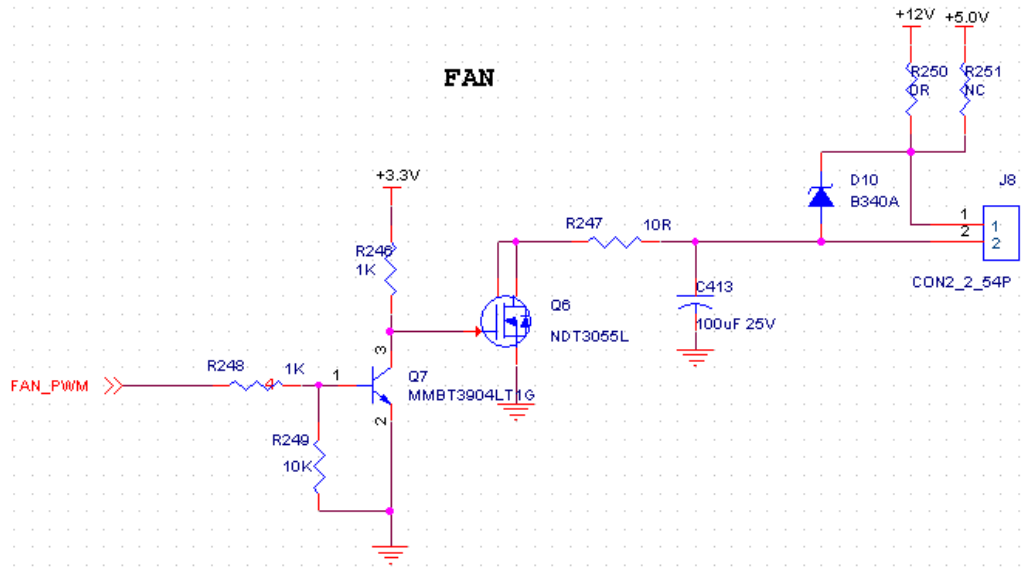 +12V +5.0V
FAN
R250 R251
0R NC
+3.3V
D10
B340A
J8
R247 10R
1 1
2 2
R246
1K
CON2_2_54P
C413
100uF 25V
Q6
NDT3055L
3
R248 1K
FAN_PWM
4
1
Q7
MMBT3904LT1G
2
R249
10K